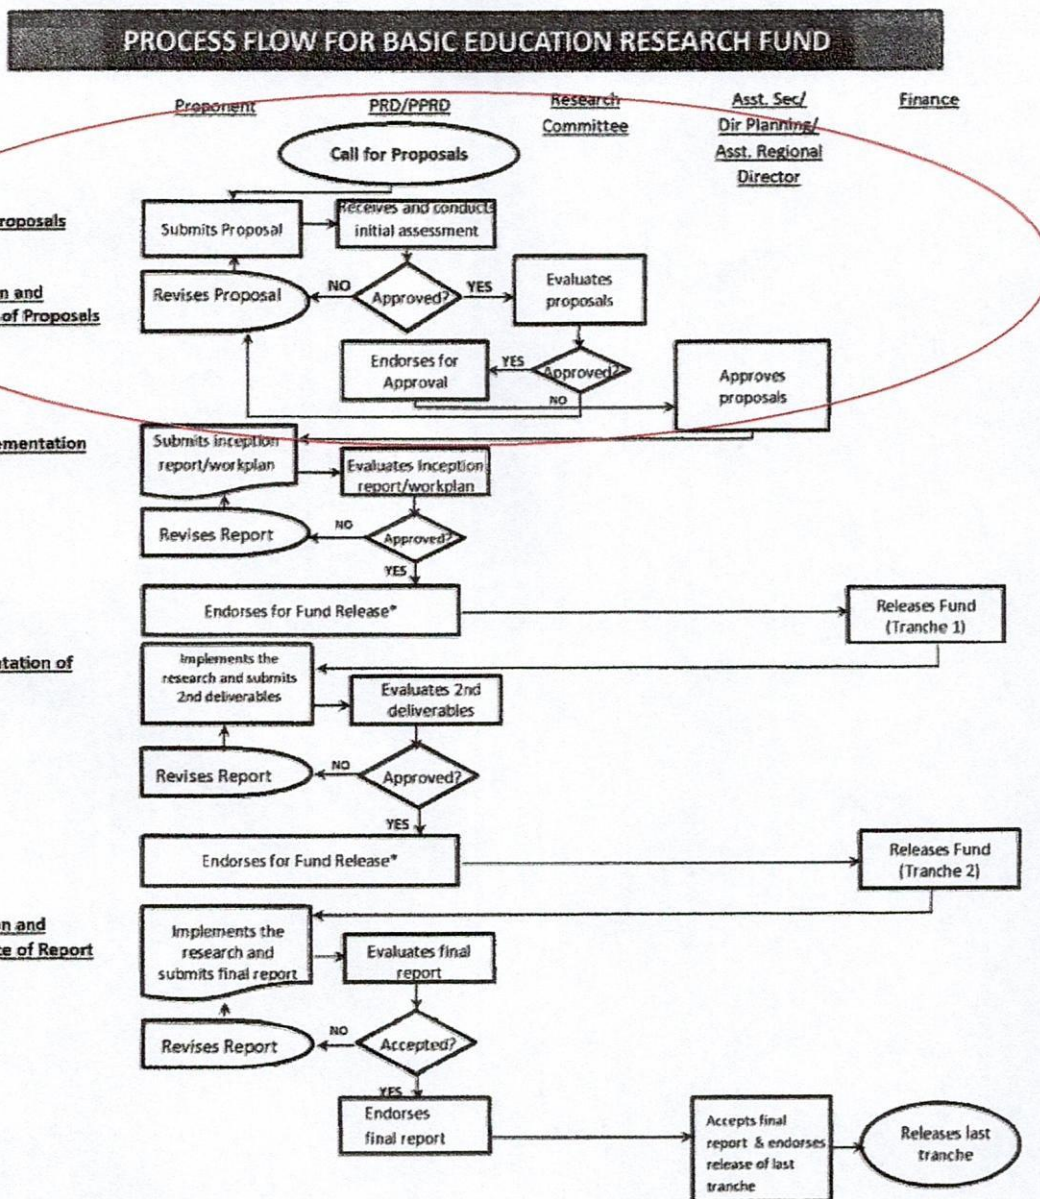 PROCESS FLOW FOR BASIC EDUCATION RESEARCH FUND
Proponent
PRD/PPRD
Research
Committee
Asst. Sec/
Dir Planning/
Asst. Regional
Director
Finance
Call for Proposals
roposals
Submits Proposal
Receives and conducts
initial assessment
n and
of Proposals
Revises Proposal
NO
Approved?
YES
Evaluates
proposals
Endorses for
Approval
YES
Approved?
NO
Approves
proposals
ementation
Submits inception
report/workplan
Evaluates Inception
report/workplan
Revises Report
NO
Approved?
YES
Endorses for Fund Release*
Releases Fund
(Tranche 1)
tation of
Implements the
research and submits
2nd deliverables
Evaluates 2nd
deliverables
Revises Report
NO
Approved?
YES
Endorses for Fund Release*
Releases Fund
(Tranche 2)
n and
ce of Report
Implements the
research and
submits final report
Evaluates final
report
Revises Report
NO
Accepted?
YES
Endorses
final report
Accepts final
report & endorses
release of last
tranche
Releases last
tranche